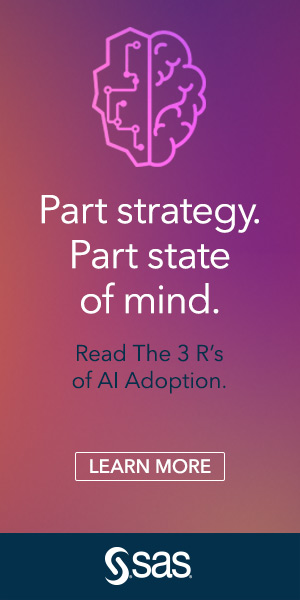 Part strategy.
Part state
of mind.
Read The 3 R's
of AI Adoption.
LEARN MORE
sas